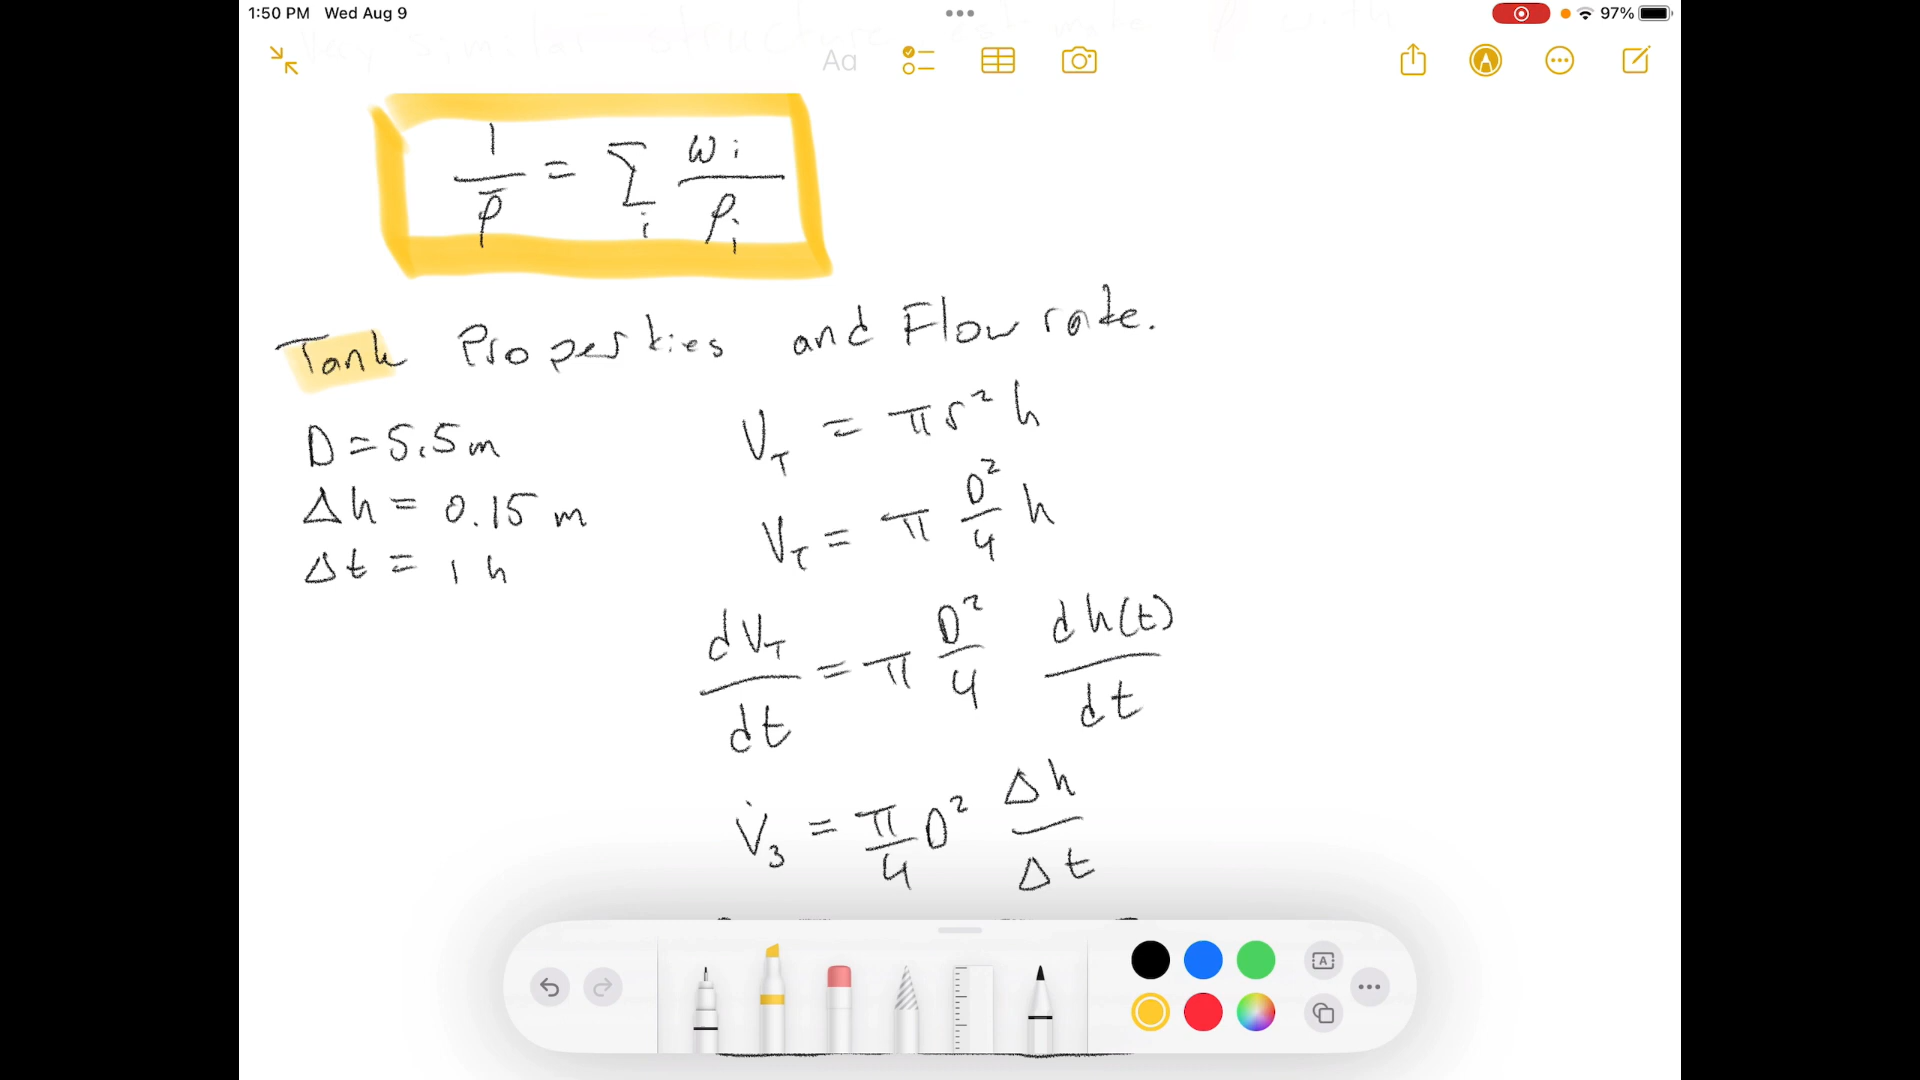 1:50 PM Wed Aug 9
97%
Aa
1/ρ̄ = Σ_i ω_i/ρ_i
Tank Properties and Flow rate.
D = 5.5 m
Δh = 0.15 m
Δt = 1 h
V_T = πr²h
V_T = π D²/4 h
dV_T/dt = π D²/4 dh(t)/dt
V̇_3 = π/4 D² Δh/Δt
A